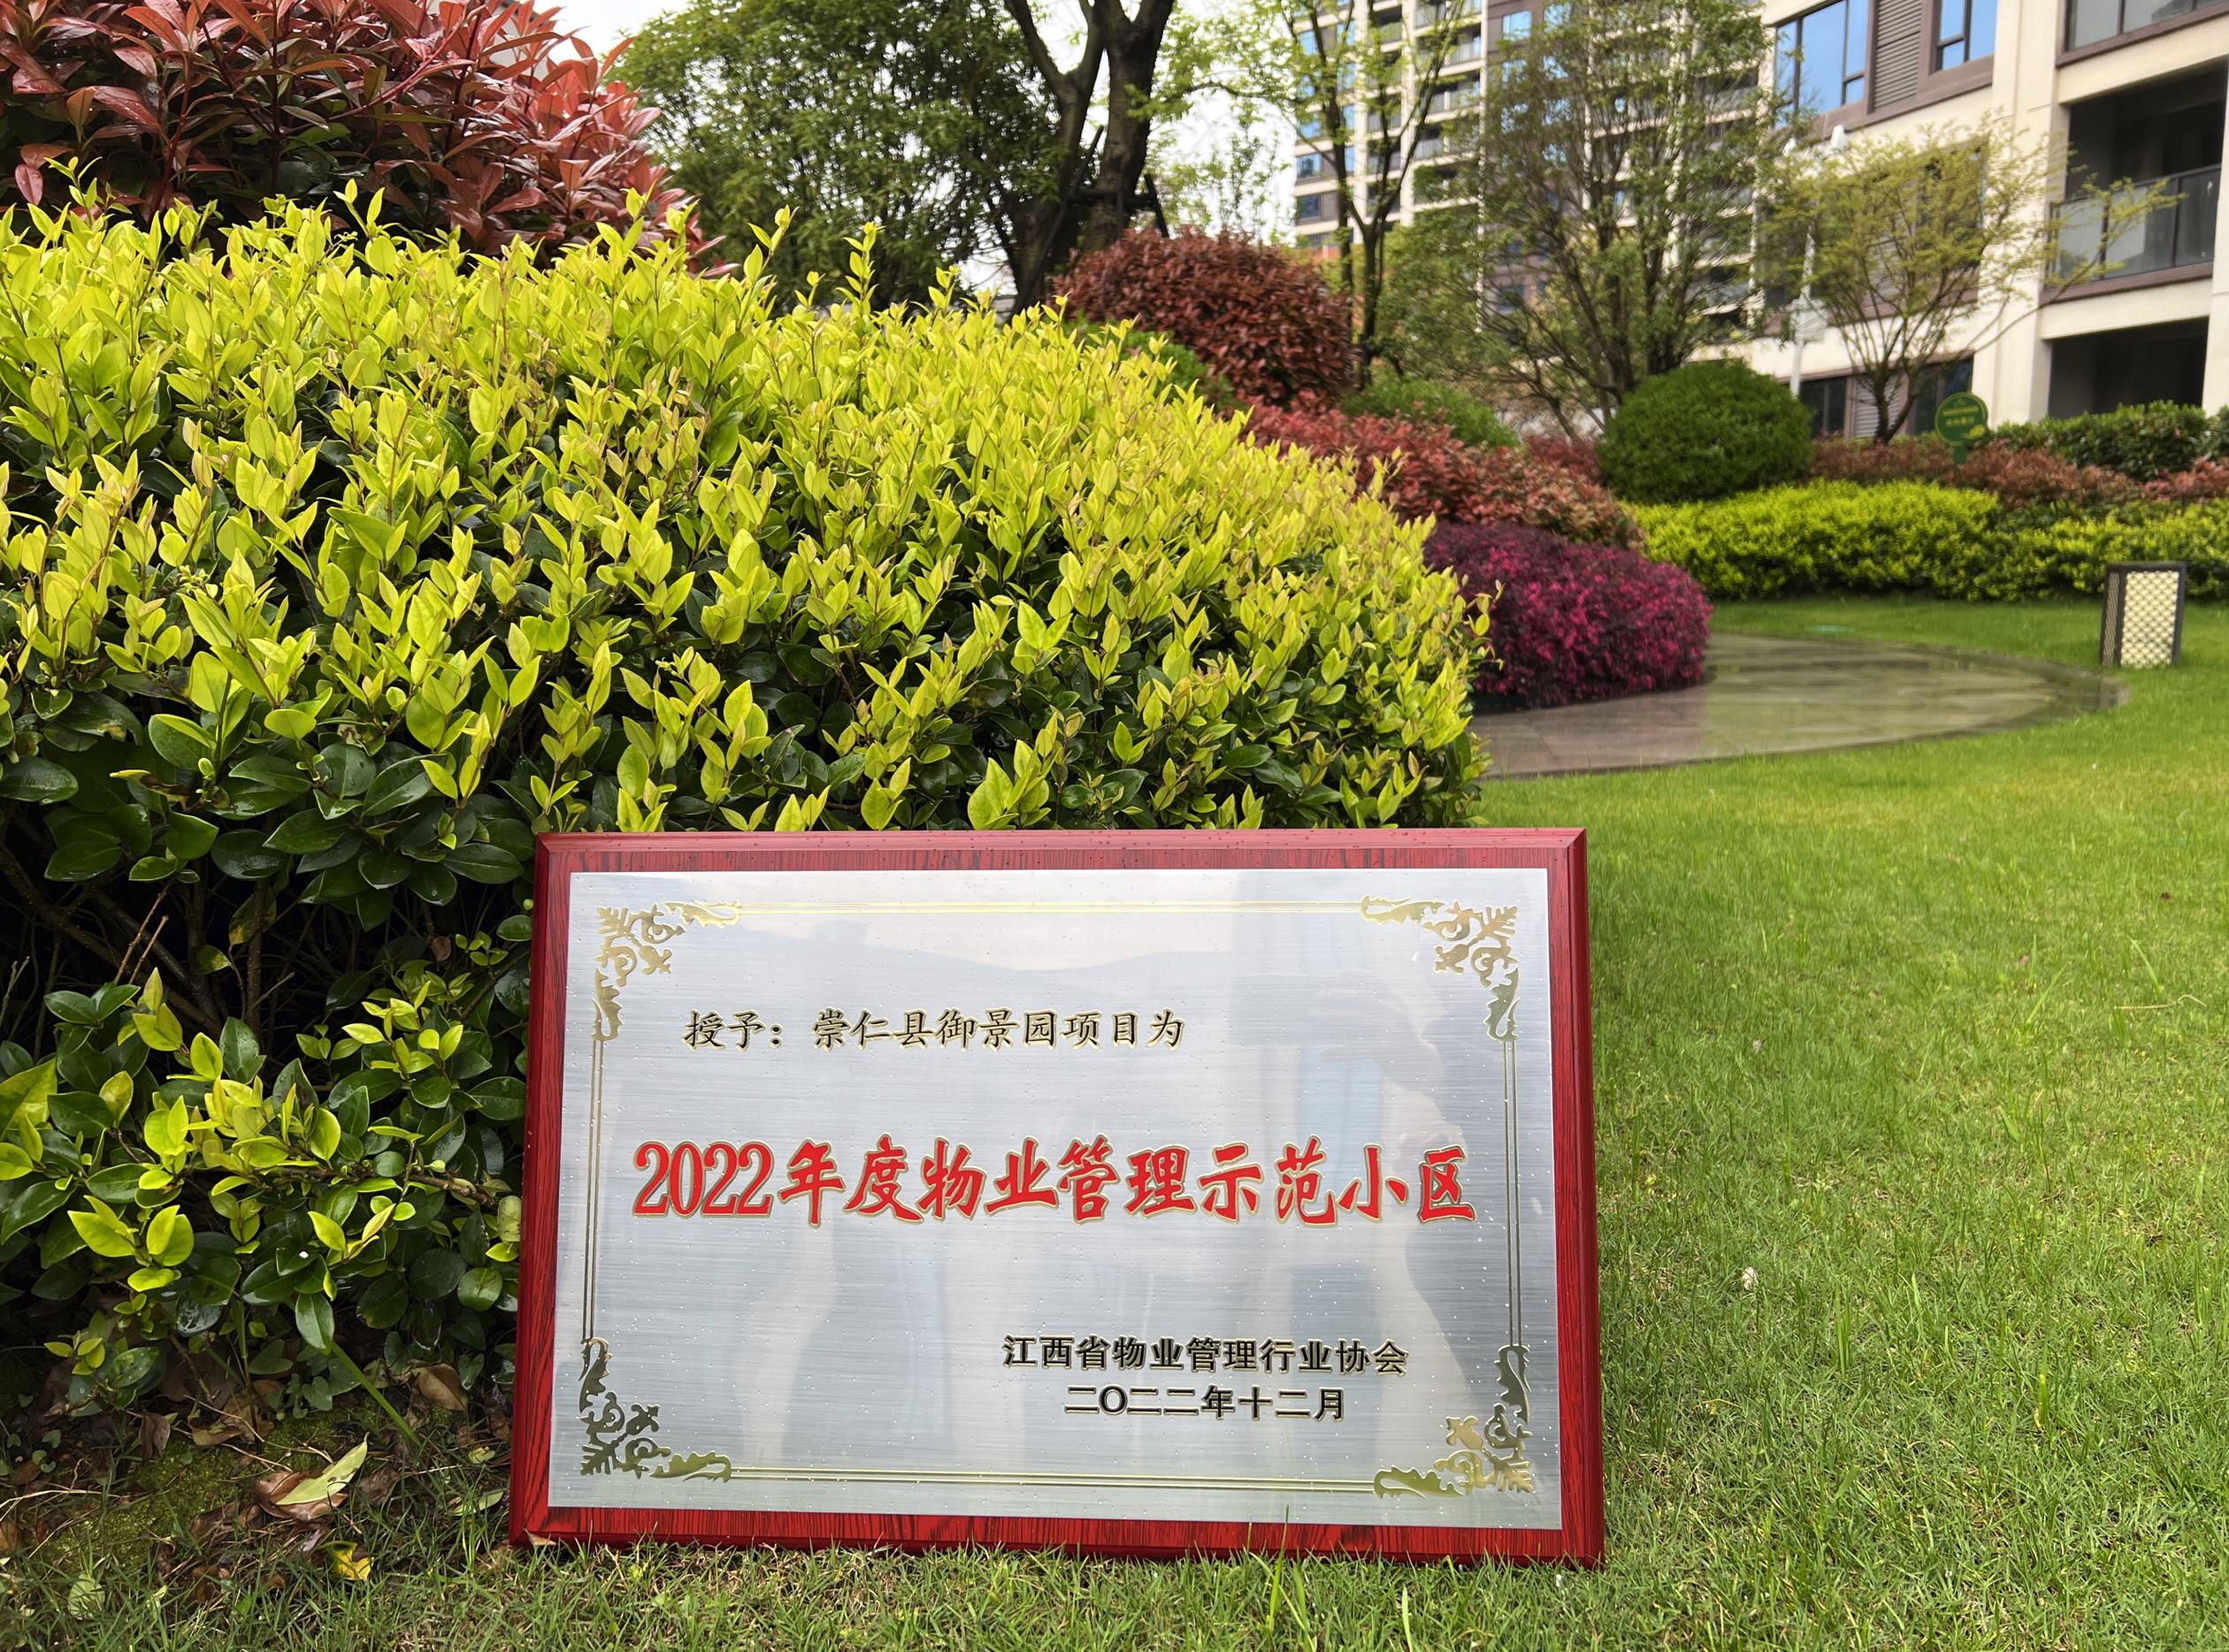 授予：崇仁县御景园项目为
2022年度物业管理示范小区
江西省物业管理行业协会
二〇二二年十二月